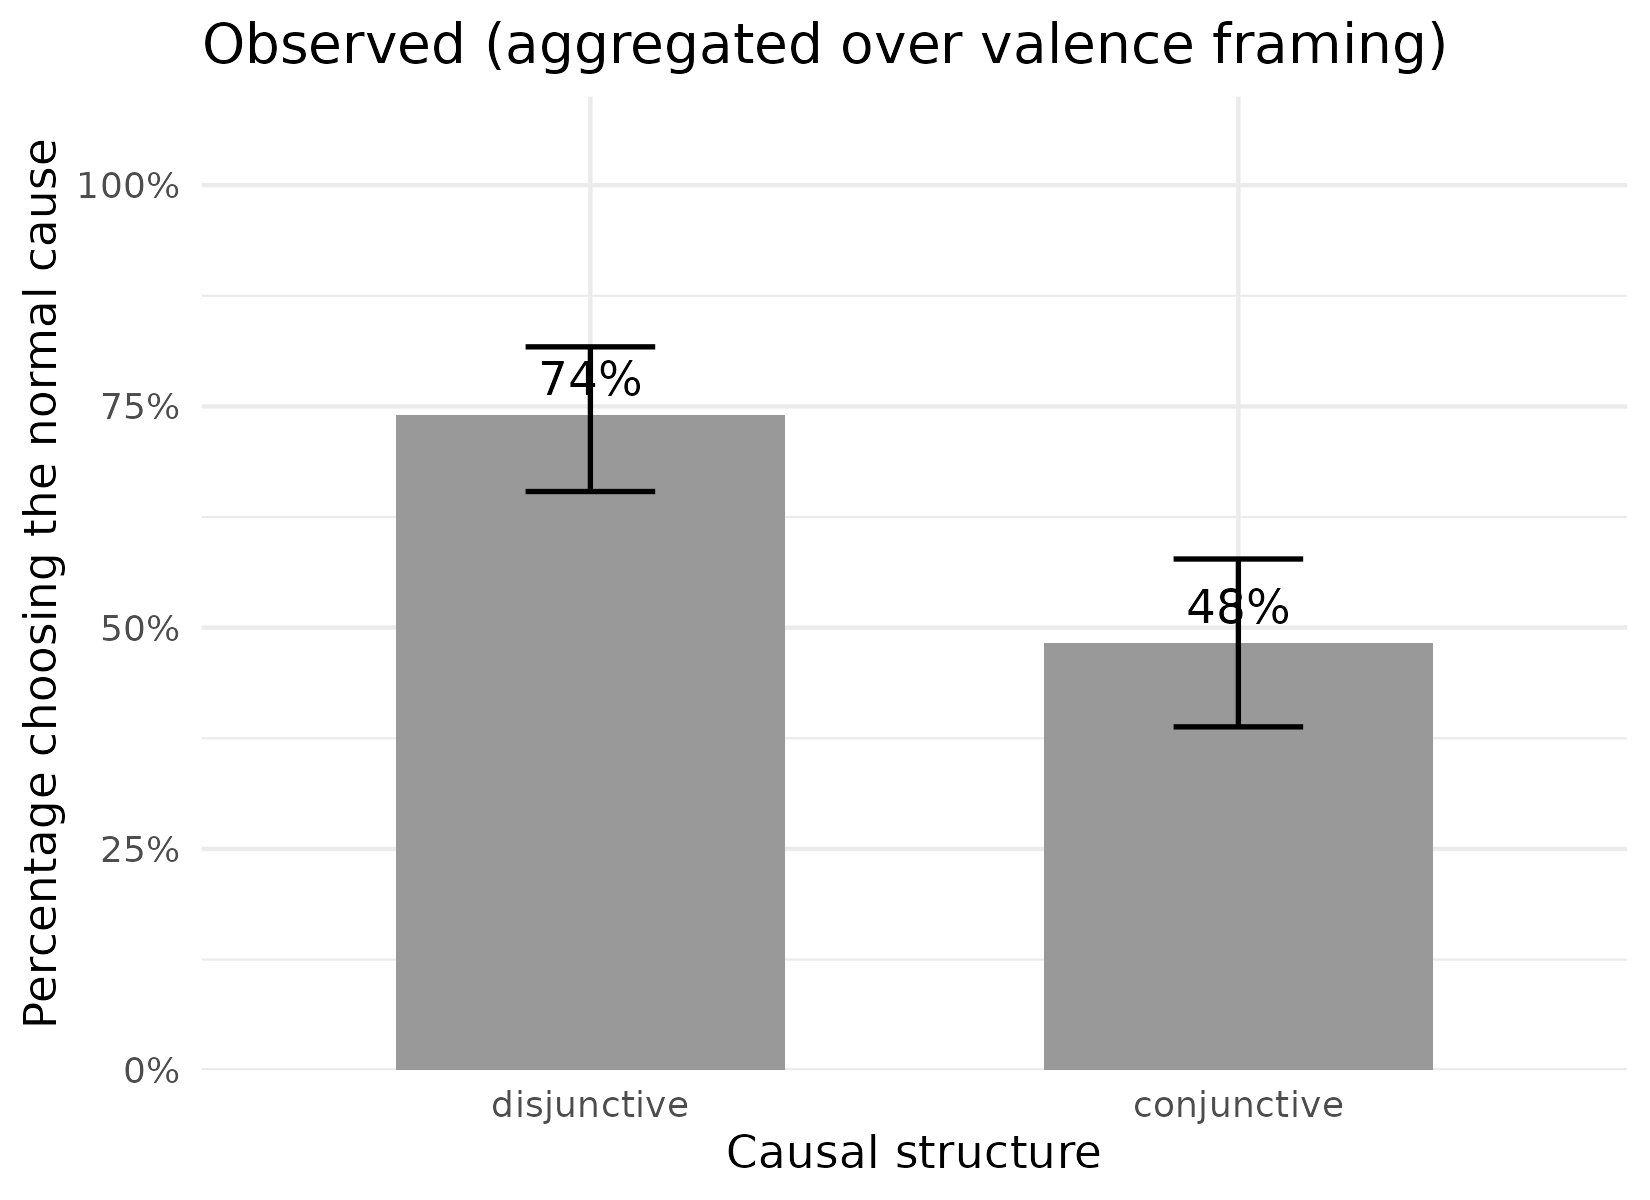 Observed (aggregated over valence framing)
Percentage choosing the normal cause
100%
75%
50%
25%
0%
74%
48%
disjunctive
conjunctive
Causal structure